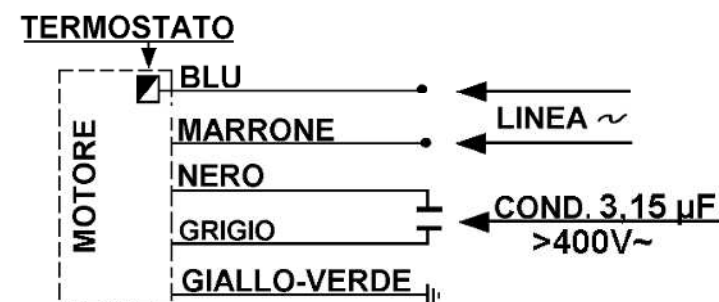 TERMOSTATO
BLU
LINEA ~
MARRONE
MOTORE
NERO
COND. 3,15 µF
>400V~
GRIGIO
GIALLO-VERDE